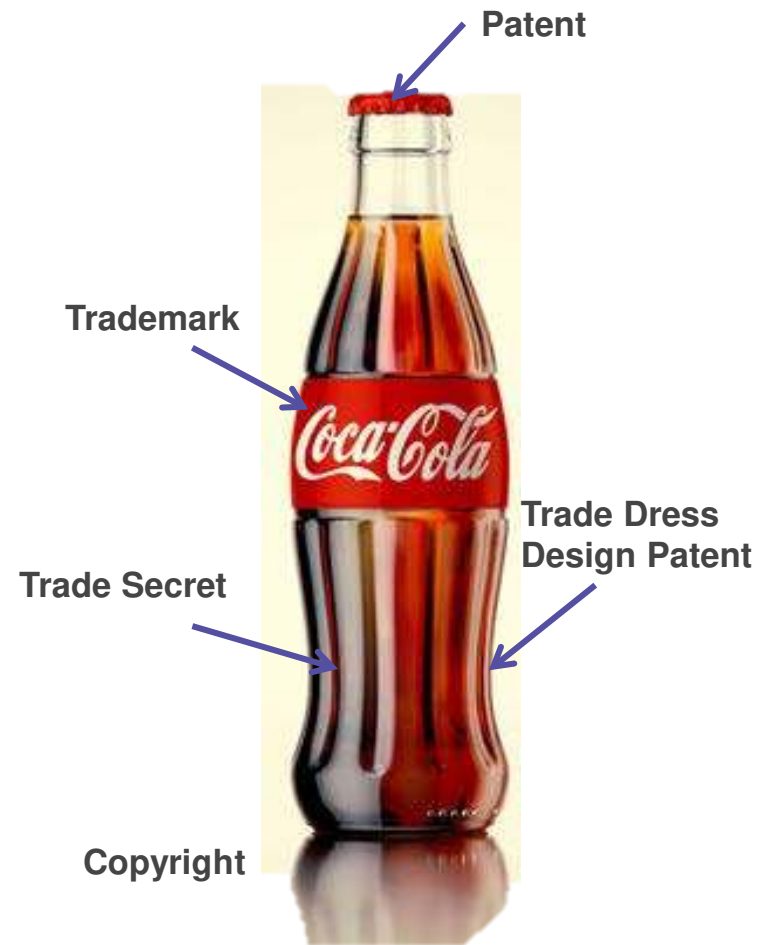 Patent
Trademark
Coca-Cola
Trade Dress
Design Patent
Trade Secret
Copyright